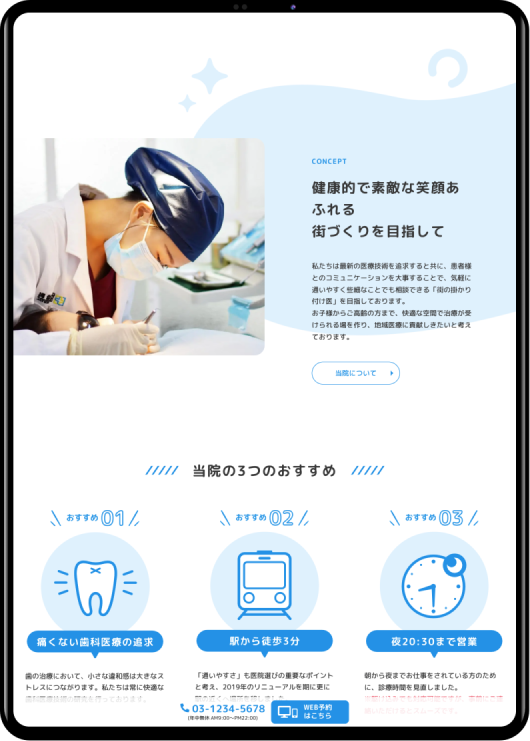 CONCEPT
健康的で素敵な笑顔あ
ふれる
街づくりを目指して
私たちは最新の医療技術を追求すると共に、患者様
とのコミュニケーションを大事することで、気軽に
通いやすく些細なことでも相談できる「街の掛かり
付け医」を目指しております。
お子様からご高齢の方まで、快適な空間で治療が受
けられる場を作り、地域医療に貢献しきたいと考え
ております。
当院について
当院の3つのおすすめ
おすすめ 01
おすすめ 02
おすすめ 03
痛くない歯科医療の追求
駅から徒歩3分
夜20:30まで営業
歯の治療において、小さな違和感は大きなス
トレスにつながります。私たちは常に快適な
「通いやすさ」も医院選びの重要なポイント
と考え、2019年のリニューアルを期に更に
朝から夜までお仕事をされている方のため
に、診療時間を見直しました。
03-1234-5678
(年中無休 AM9:00〜PM22:00)
WEB予約
はこちら